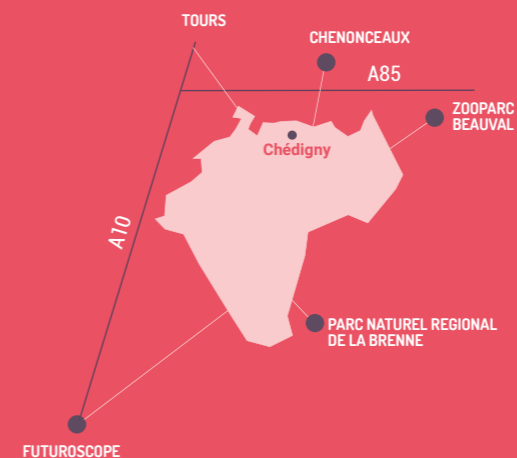 TOURS
CHENONCEAUX
A85
ZOOPARC
BEAUVAL
Chédigny
A10
PARC NATUREL REGIONAL
DE LA BRENNE
FUTUROSCOPE